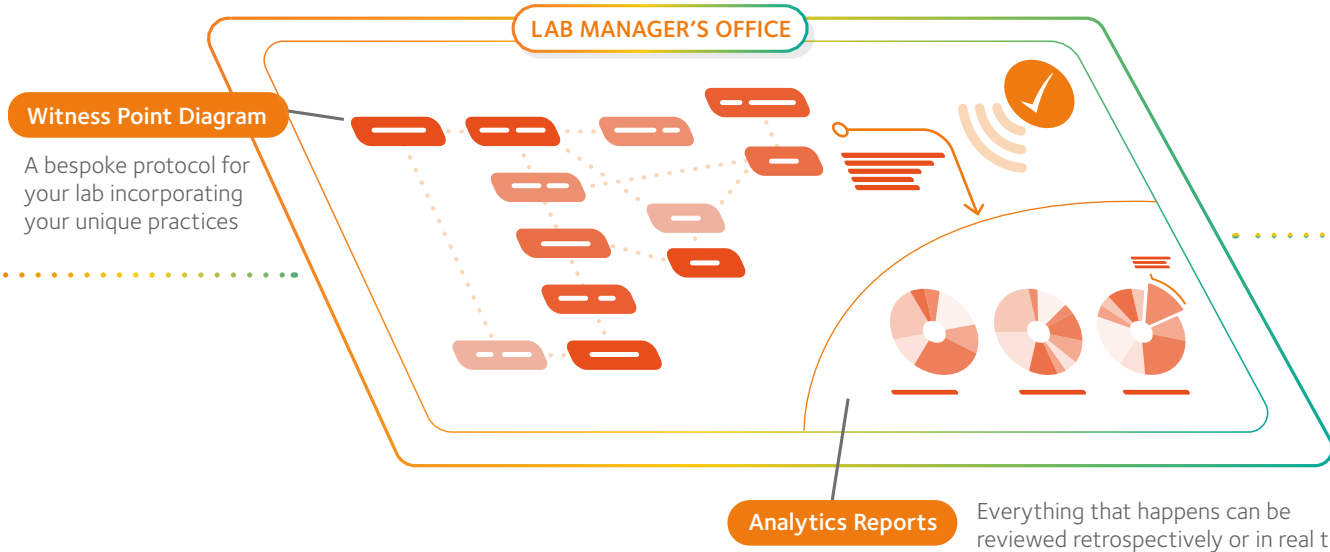 LAB MANAGER’S OFFICE
Witness Point Diagram
A bespoke protocol for
your lab incorporating
your unique practices
Analytics Reports
Everything that happens can be
reviewed retrospectively or in real t